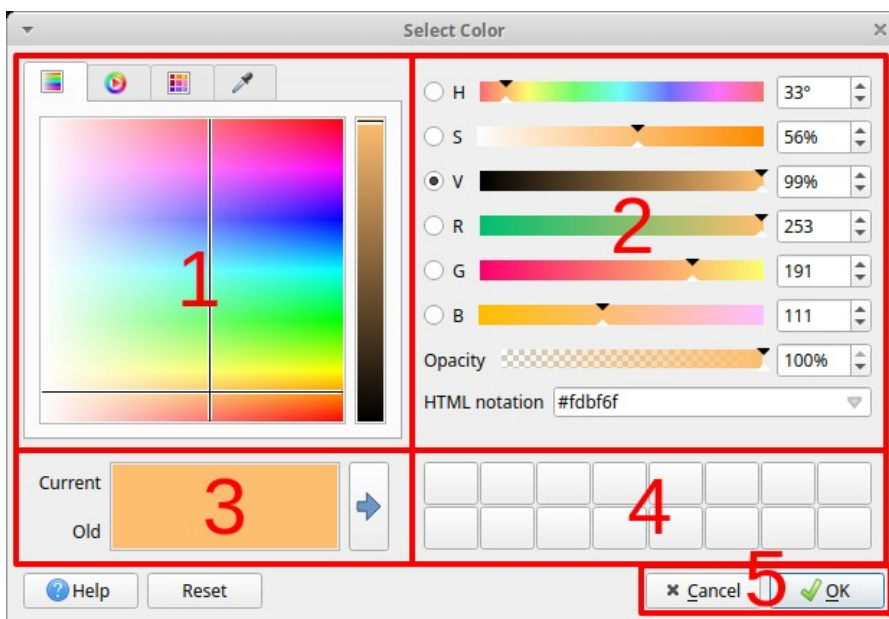 Select Color
1
H 33°
S 56%
V 99%
R 253
2
G 191
B 111
Opacity 100%
HTML notation #fdbf6f
Current
Old
3
4
Help Reset Cancel OK
5